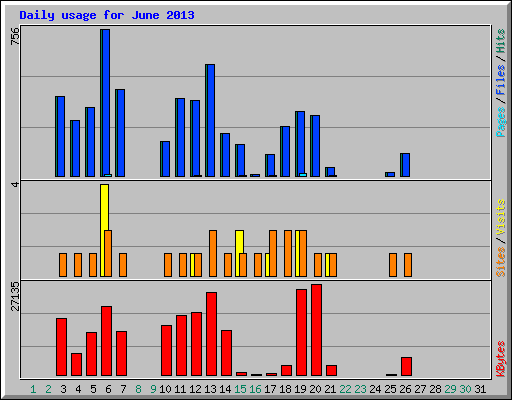 Daily usage for June 2013
756
Pages / Files / Hits
4
Sites / Visits
27135
KBytes
1 2 3 4 5 6 7 8 9 10 11 12 13 14 15 16 17 18 19 20 21 22 23 24 25 26 27 28 29 30 31